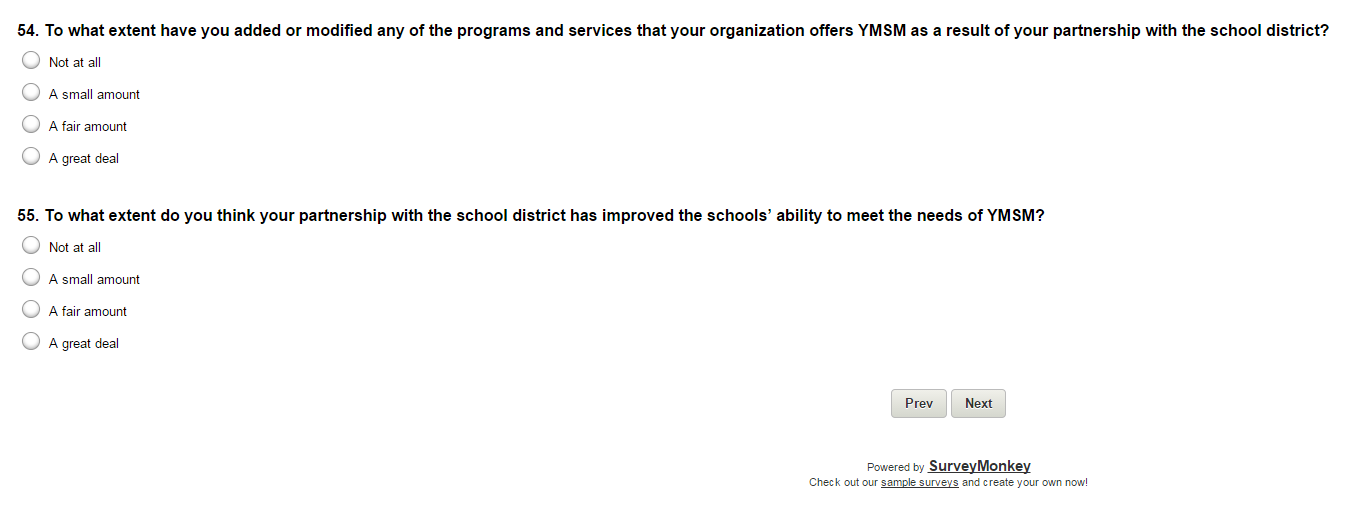 54. To what extent have you added or modified any of the programs and services that your organization offers YMSM as a result of your partnership with the school district?
Not at all
A small amount
A fair amount
A great deal
55. To what extent do you think your partnership with the school district has improved the schools’ ability to meet the needs of YMSM?
Not at all
A small amount
A fair amount
A great deal
Prev Next
Powered by SurveyMonkey
Check out our sample surveys and create your own now!